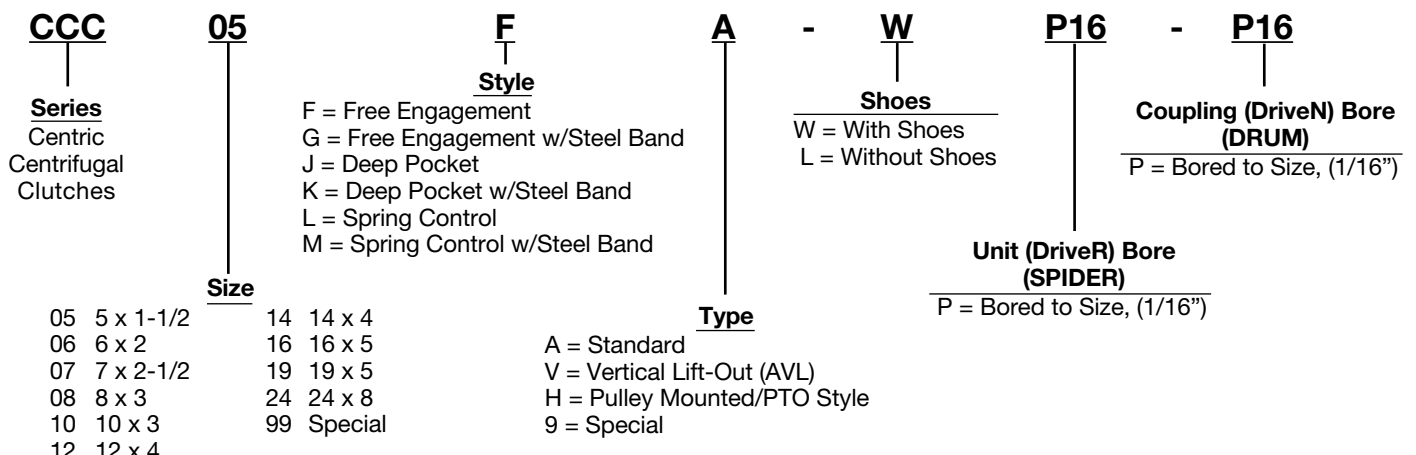 CCC 05 F A - W P16 - P16
Series
Centric
Centrifugal
Clutches
Style
F = Free Engagement
G = Free Engagement w/Steel Band
J = Deep Pocket
K = Deep Pocket w/Steel Band
L = Spring Control
M = Spring Control w/Steel Band
Shoes
W = With Shoes
L = Without Shoes
Coupling (DriveN) Bore
(DRUM)
P = Bored to Size, (1/16”)
Unit (DriveR) Bore
(SPIDER)
P = Bored to Size, (1/16”)
Size
05 5 x 1-1/2 14 14 x 4
06 6 x 2 16 16 x 5
07 7 x 2-1/2 19 19 x 5
08 8 x 3 24 24 x 8
10 10 x 3 99 Special
12 12 x 4
Type
A = Standard
V = Vertical Lift-Out (AVL)
H = Pulley Mounted/PTO Style
9 = Special